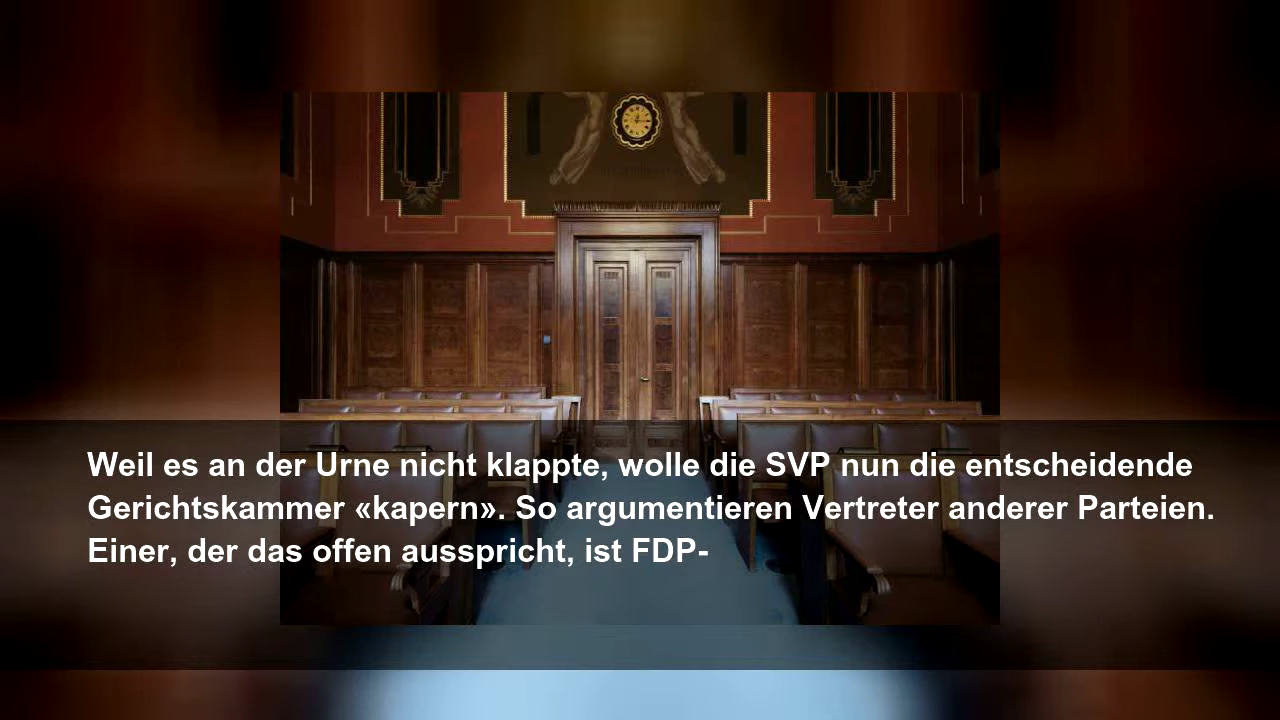 Weil es an der Urne nicht klappte, wolle die SVP nun die entscheidende
Gerichtskammer «kapern». So argumentieren Vertreter anderer Parteien.
Einer, der das offen ausspricht, ist FDP-